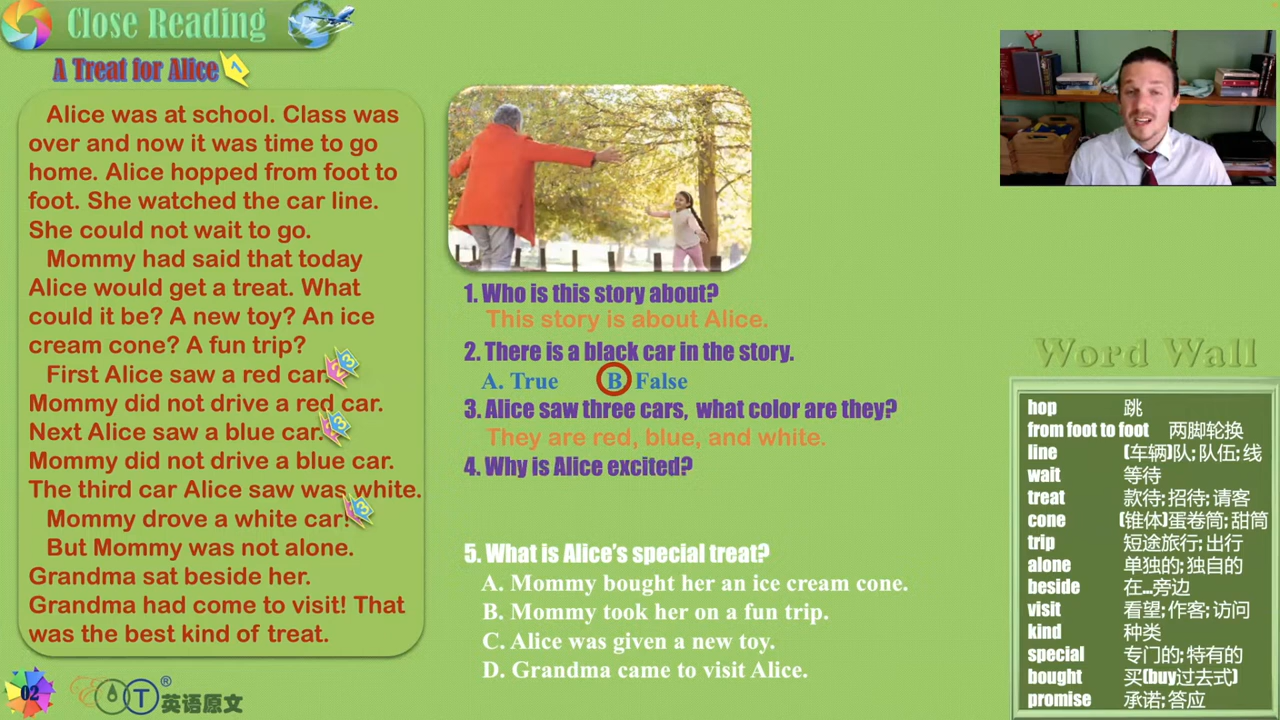 Close Reading
A Treat for Alice
1
Alice was at school. Class was
over and now it was time to go
home. Alice hopped from foot to
foot. She watched the car line.
She could not wait to go.
Mommy had said that today
Alice would get a treat. What
could it be? A new toy? An ice
cream cone? A fun trip?
First Alice saw a red car.
Mommy did not drive a red car.
Next Alice saw a blue car.
Mommy did not drive a blue car.
The third car Alice saw was white.
Mommy drove a white car!
But Mommy was not alone.
Grandma sat beside her.
Grandma had come to visit! That
was the best kind of treat.
02
T® 英语原文
1. Who is this story about?
This story is about Alice.
2. There is a black car in the story.
A. True B. False
3. Alice saw three cars, what color are they?
They are red, blue, and white.
4. Why is Alice excited?
5. What is Alice's special treat?
A. Mommy bought her an ice cream cone.
B. Mommy took her on a fun trip.
C. Alice was given a new toy.
D. Grandma came to visit Alice.
Word Wall
hop 跳
from foot to foot 两脚轮换
line (车辆)队; 队伍; 线
wait 等待
treat 款待; 招待; 请客
cone (锥体)蛋卷筒; 甜筒
trip 短途旅行; 出行
alone 单独的; 独自的
beside 在...旁边
visit 看望; 作客; 访问
kind 种类
special 专门的; 特有的
bought 买(buy过去式)
promise 承诺; 答应